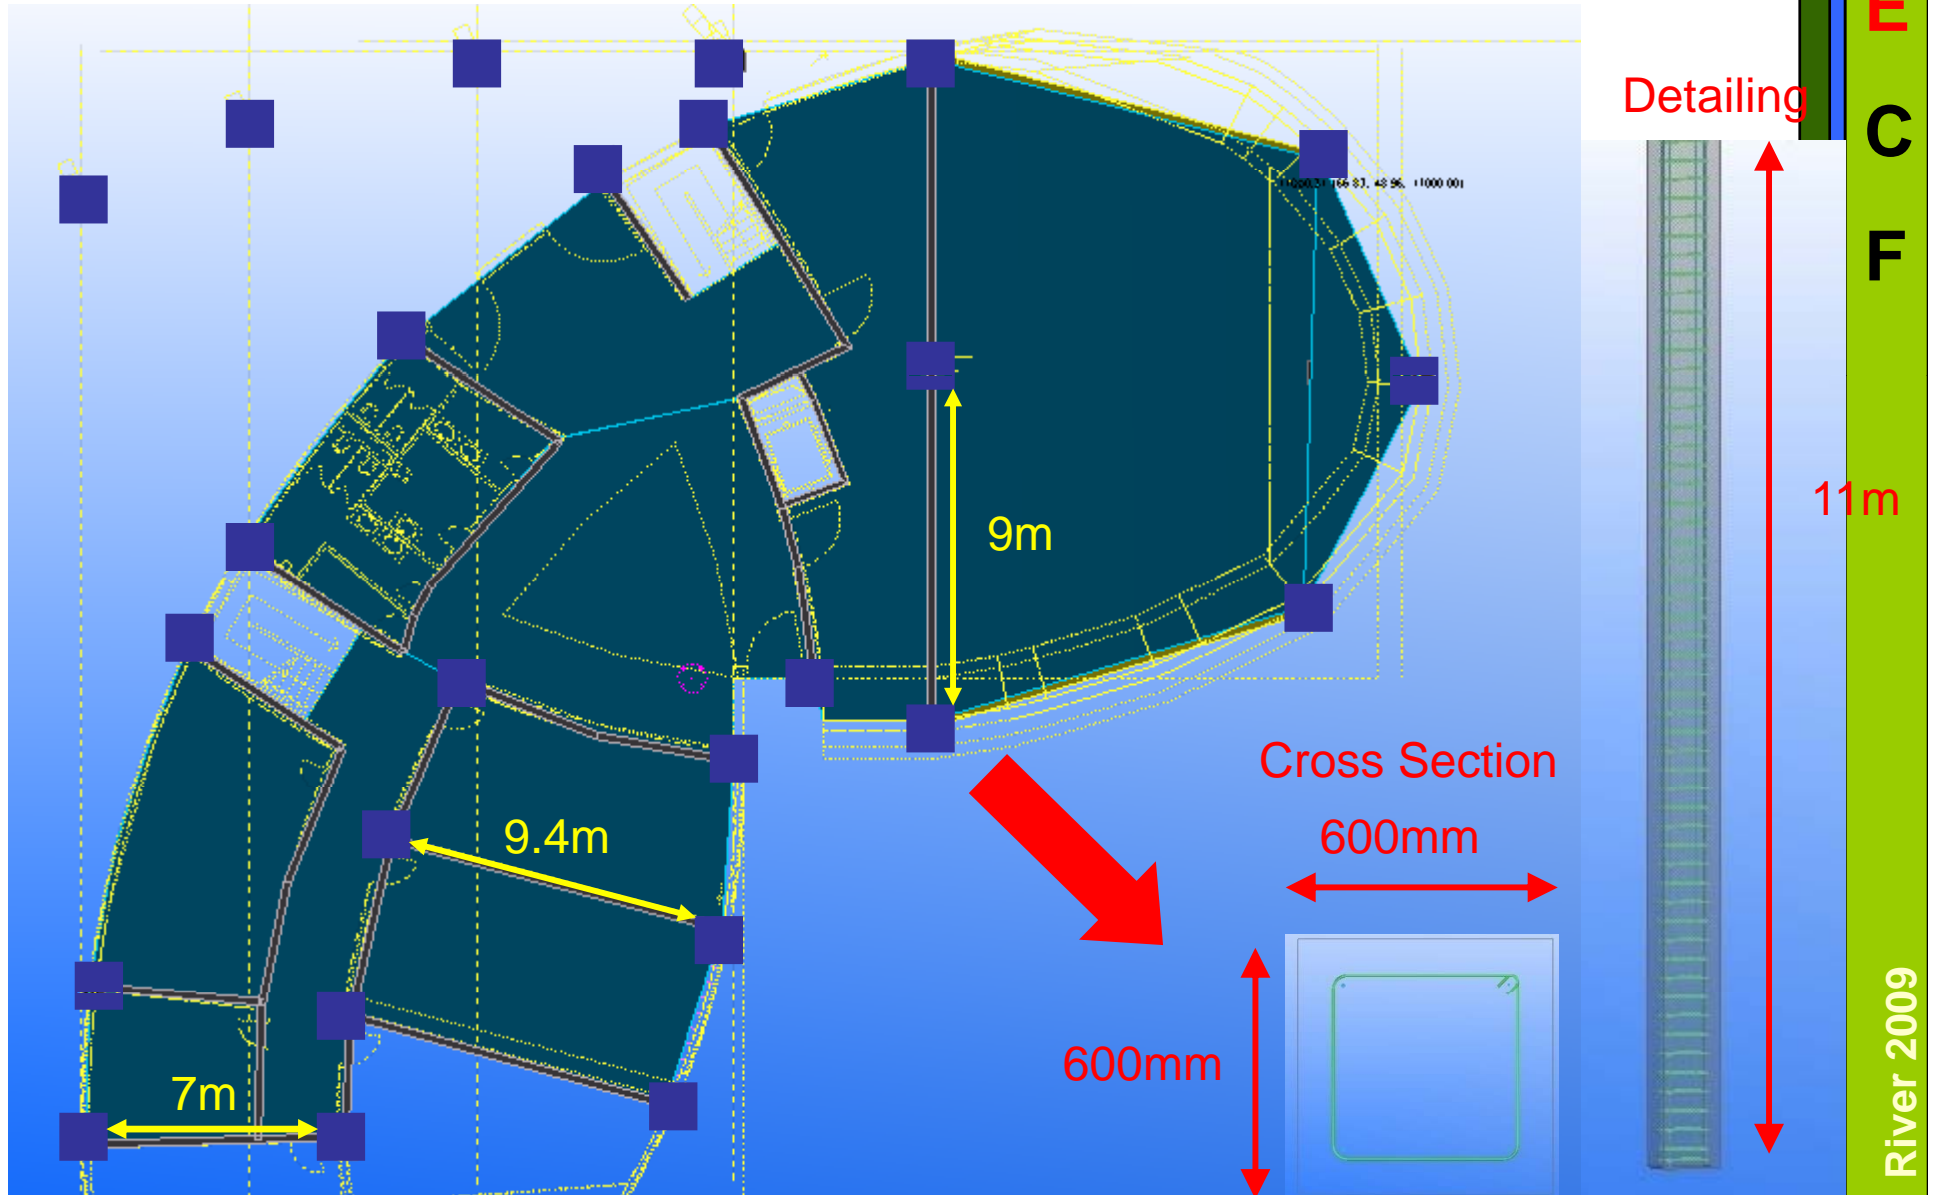 E
C
F
Detailing
11m
9m
Cross Section
600mm
9.4m
600mm
7m
River 2009